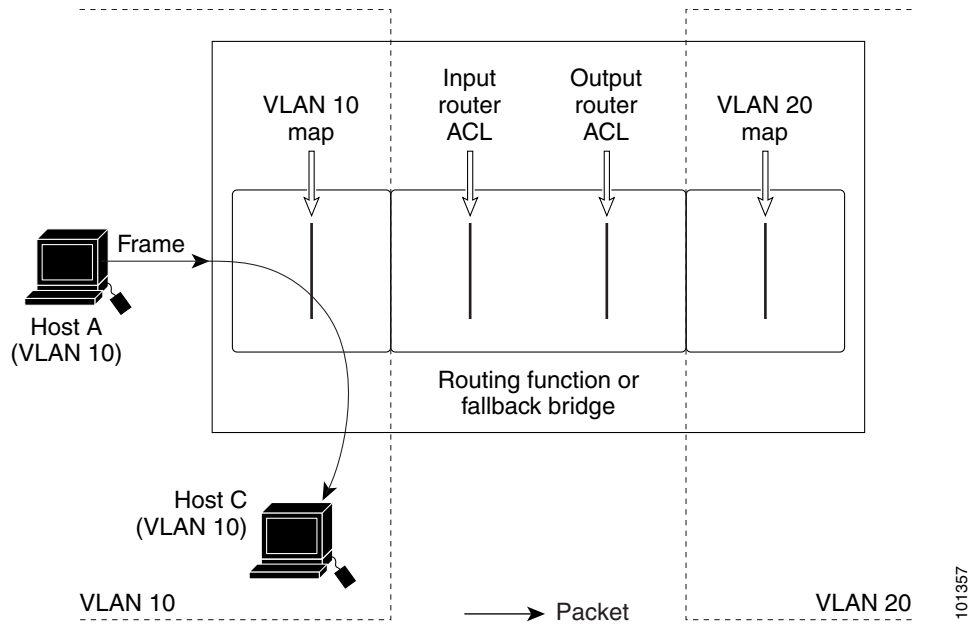 VLAN 10
map
Input
router
ACL
Output
router
ACL
VLAN 20
map
Frame
Host A
(VLAN 10)
Routing function or
fallback bridge
Host C
(VLAN 10)
VLAN 10
Packet
VLAN 20
101357